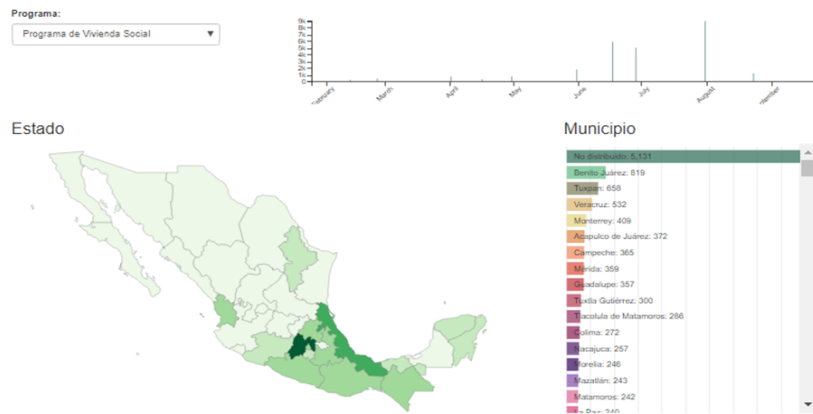 Programa:
Programa de Vivienda Social
9k
8k
7k
6k
5k
4k
3k
2k
1k
0
March
April
May
June
July
August
Estado
Municipio
No distribuido: 5,131
Benito Juárez: 819
Tuxpan: 658
Veracruz: 532
Monterrey: 409
Acapulco de Juárez: 372
Campeche: 365
Mérida: 359
Guadalupe: 357
Tuxtla Gutiérrez: 300
Tlacolula de Matamoros: 286
Colima: 272
Nacajuca: 257
Morelia: 246
Mazatlán: 243
Matamoros: 242
La Paz: 240